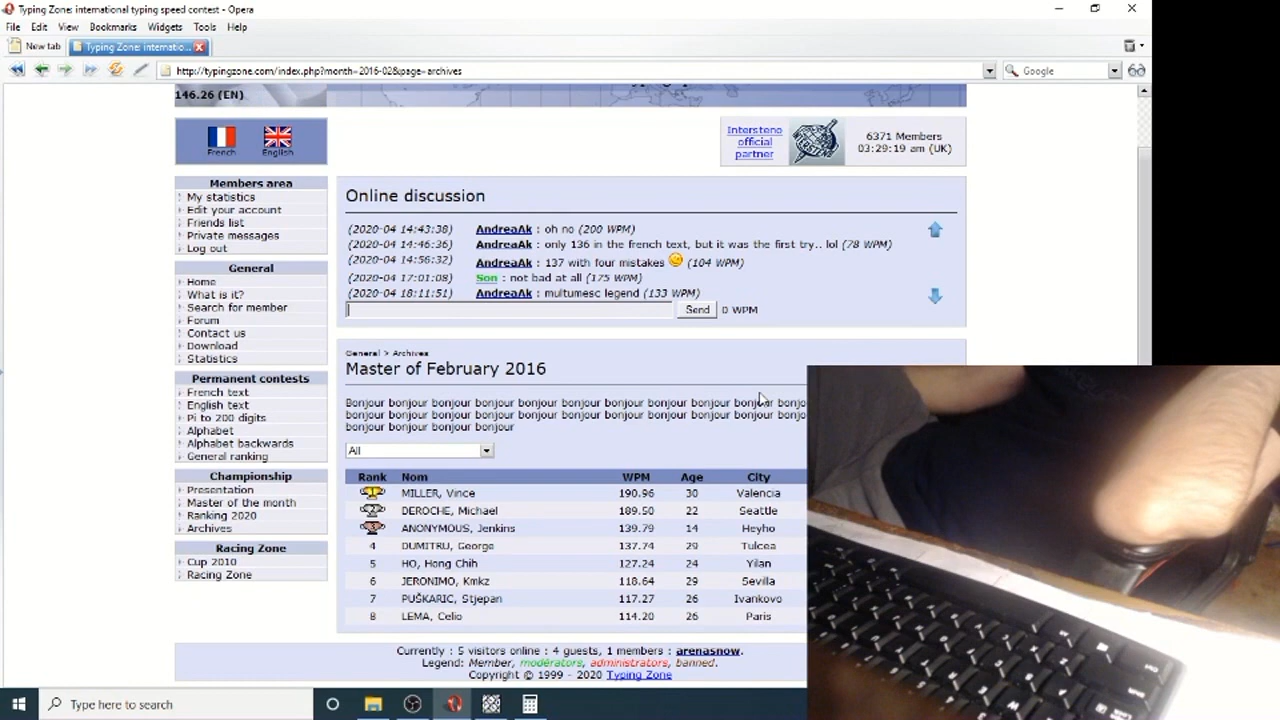 Typing Zone: international typing speed contest - Opera
File Edit View Bookmarks Widgets Tools Help
New tab Typing Zone: internatio...
http://typingzone.com/index.php?month=2016-02&page=archives Google
146.26 (EN)
French English
Intersteno
official
partner
6371 Members
03:29:19 am (UK)
Members area
My statistics
Edit your account
Friends list
Private messages
Log out
General
Home
What is it?
Search for member
Forum
Contact us
Download
Statistics
Permanent contests
French text
English text
Pi to 200 digits
Alphabet
Alphabet backwards
General ranking
Championship
Presentation
Master of the month
Ranking 2020
Archives
Racing Zone
Cup 2010
Racing Zone
Online discussion
(2020-04 14:43:38) AndreaAk : oh no (200 WPM)
(2020-04 14:46:36) AndreaAk : only 136 in the french text, but it was the first try.. lol (78 WPM)
(2020-04 14:56:32) AndreaAk : 137 with four mistakes (104 WPM)
(2020-04 17:01:08) Son : not bad at all (175 WPM)
(2020-04 18:11:51) AndreaAk : multumesc legend (133 WPM)
Send 0 WPM
General > Archives
Master of February 2016
Bonjour bonjour bonjour bonjour bonjour bonjour bonjour bonjour bonjour bonjour bonjo
bonjour bonjour bonjour bonjour bonjour bonjour bonjour bonjour bonjour bonjour bonjo
bonjour bonjour bonjour bonjour
All
Rank Nom WPM Age City
1 MILLER, Vince 190.96 30 Valencia
2 DEROCHE, Michael 189.50 22 Seattle
3 ANONYMOUS, Jenkins 139.79 14 Heyho
4 DUMITRU, George 137.74 29 Tulcea
5 HO, Hong Chih 127.24 24 Yilan
6 JERONIMO, Kmkz 118.64 29 Sevilla
7 PUŠKARIC, Stjepan 117.27 26 Ivankovo
8 LEMA, Celio 114.20 26 Paris
Currently : 5 visitors online : 4 guests, 1 members : arenasnow.
Legend: Member, moderators, administrators, banned.
Copyright © 1999 - 2020 Typing Zone
Type here to search